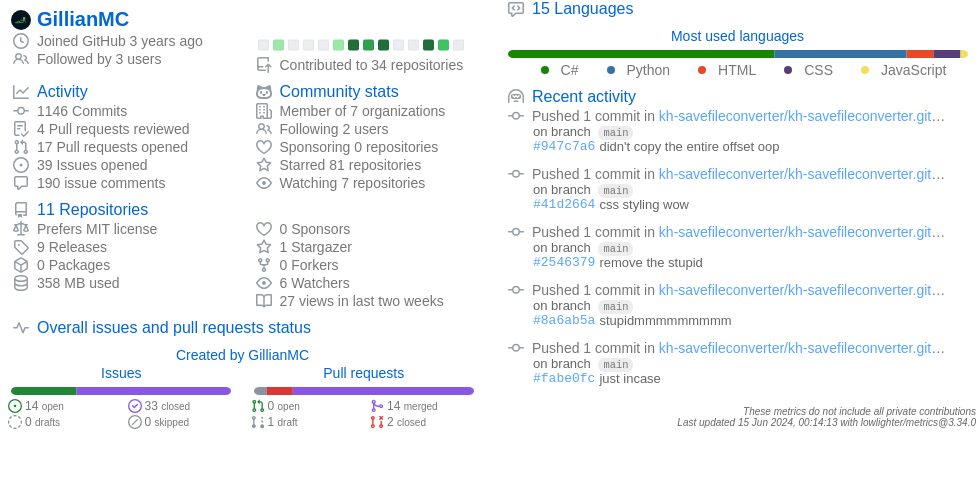 GillianMC
Joined GitHub 3 years ago
Followed by 3 users
Contributed to 34 repositories
Activity
1146 Commits
4 Pull requests reviewed
17 Pull requests opened
39 Issues opened
190 issue comments
Community stats
Member of 7 organizations
Following 2 users
Sponsoring 0 repositories
Starred 81 repositories
Watching 7 repositories
11 Repositories
Prefers MIT license
9 Releases
0 Packages
358 MB used
0 Sponsors
1 Stargazer
0 Forkers
6 Watchers
27 views in last two weeks
Overall issues and pull requests status
Created by GillianMC
Issues
14 open
33 closed
0 drafts
0 skipped
Pull requests
0 open
14 merged
1 draft
2 closed
15 Languages
Most used languages
C# Python HTML CSS JavaScript
Recent activity
Pushed 1 commit in kh-savefileconverter/kh-savefileconverter.git…
on branch main
#947c7a6 didn't copy the entire offset oop
Pushed 1 commit in kh-savefileconverter/kh-savefileconverter.git…
on branch main
#41d2664 css styling wow
Pushed 1 commit in kh-savefileconverter/kh-savefileconverter.git…
on branch main
#2546379 remove the stupid
Pushed 1 commit in kh-savefileconverter/kh-savefileconverter.git…
on branch main
#8a6ab5a stupidmmmmmmmmm
Pushed 1 commit in kh-savefileconverter/kh-savefileconverter.git…
on branch main
#fabe0fc just incase
These metrics do not include all private contributions
Last updated 15 Jun 2024, 00:14:13 with lowlighter/metrics@3.34.0